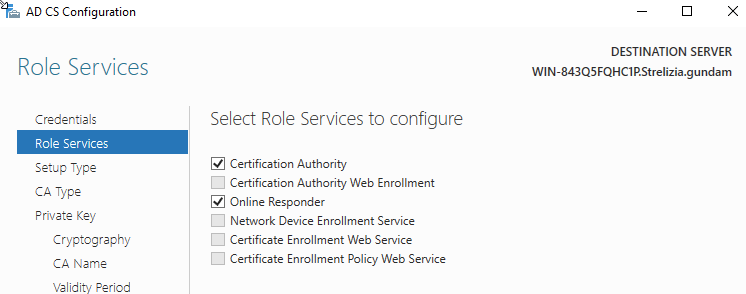 AD CS Configuration
DESTINATION SERVER
WIN-843Q5FQHC1P.Strelizia.gundam
Role Services
Credentials
Role Services
Setup Type
CA Type
Private Key
Cryptography
CA Name
Validity Period
Select Role Services to configure
Certification Authority
Certification Authority Web Enrollment
Online Responder
Network Device Enrollment Service
Certificate Enrollment Web Service
Certificate Enrollment Policy Web Service